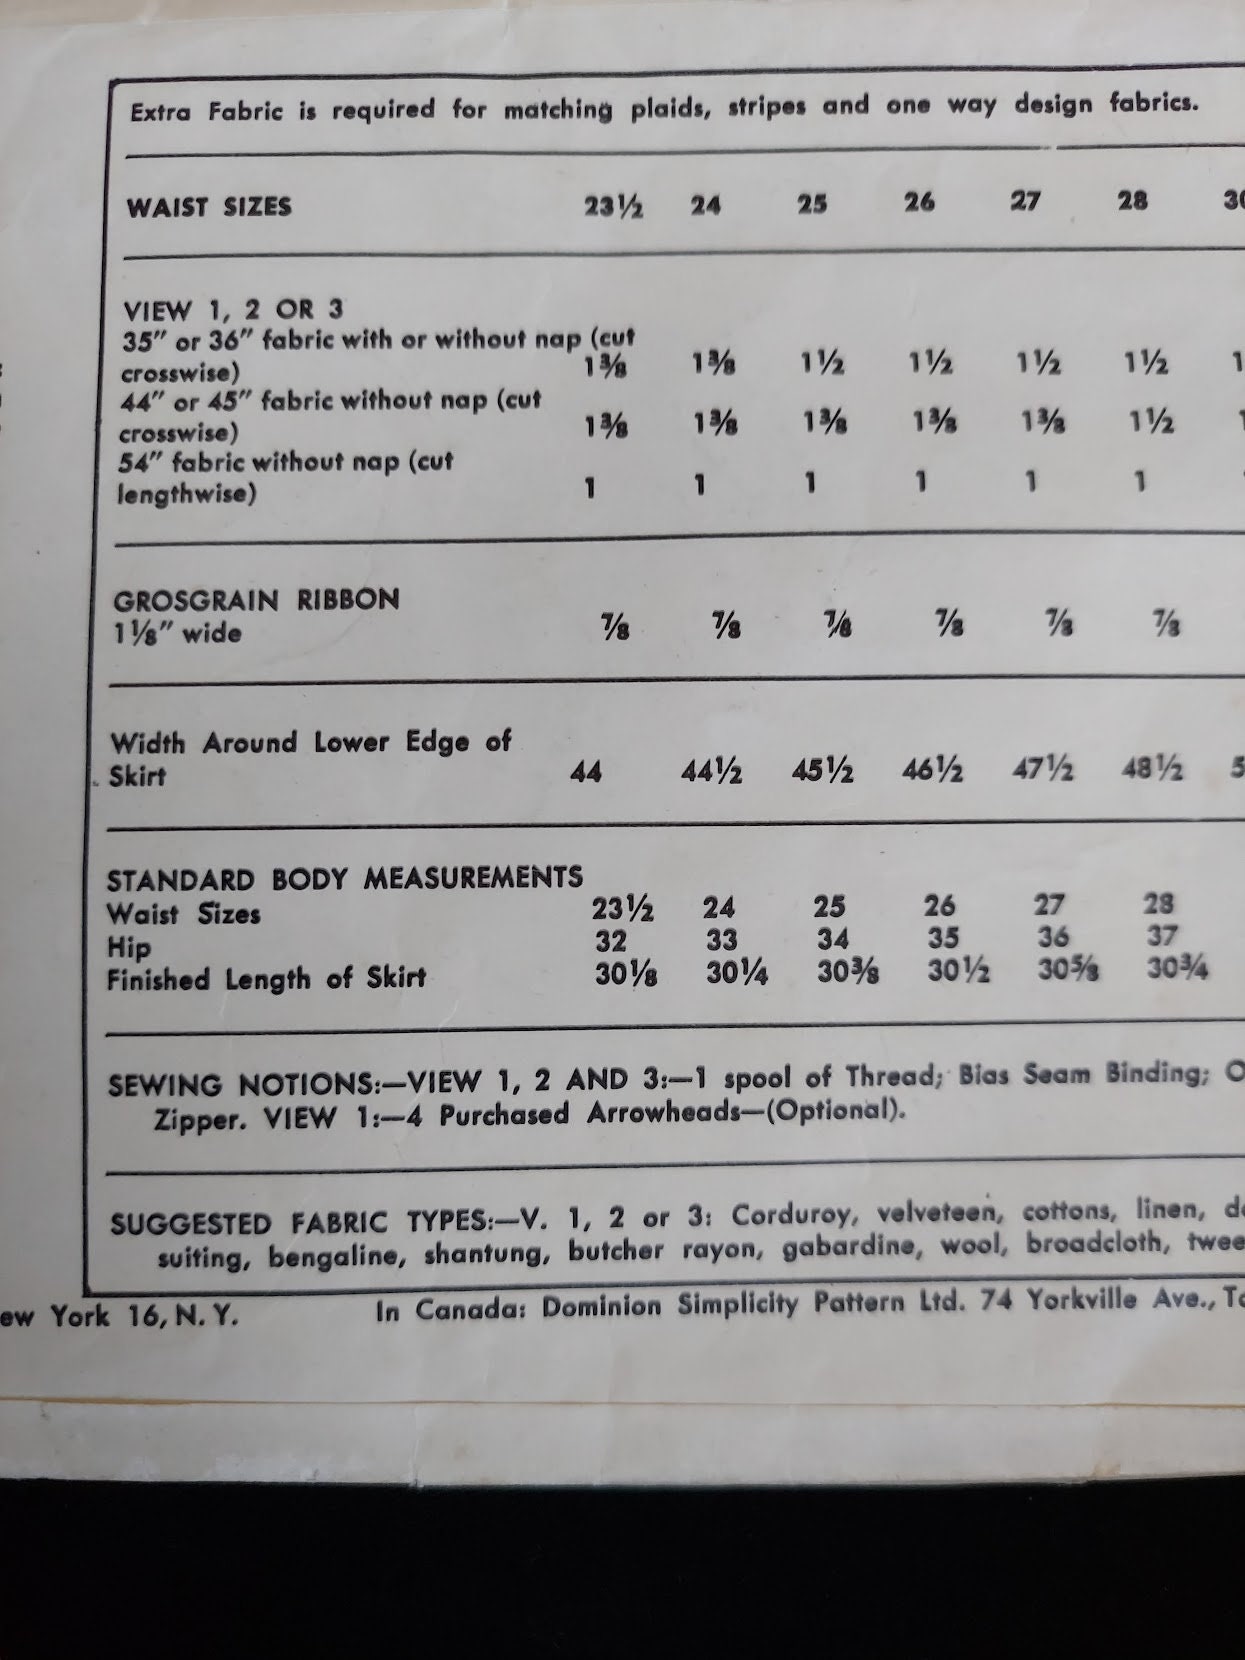 Extra Fabric is required for matching plaids, stripes and one way design fabrics.
WAIST SIZES 23½ 24 25 26 27 28
VIEW 1, 2 OR 3
35" or 36" fabric with or without nap (cut
crosswise) 1⅜ 1⅜ 1½ 1½ 1½ 1½
44" or 45" fabric without nap (cut
crosswise) 1⅜ 1⅜ 1⅜ 1⅜ 1⅜ 1½
54" fabric without nap (cut
lengthwise) 1 1 1 1 1 1
GROSGRAIN RIBBON
1⅛" wide ⅞ ⅞ ⅞ ⅞ ⅞ ⅞
Width Around Lower Edge of
Skirt 44 44½ 45½ 46½ 47½ 48½
STANDARD BODY MEASUREMENTS
Waist Sizes 23½ 24 25 26 27 28
Hip 32 33 34 35 36 37
Finished Length of Skirt 30⅛ 30¼ 30⅜ 30½ 30⅝ 30¾
SEWING NOTIONS:—VIEW 1, 2 AND 3:—1 spool of Thread; Bias Seam Binding;
Zipper. VIEW 1:—4 Purchased Arrowheads—(Optional).
SUGGESTED FABRIC TYPES:—V. 1, 2 or 3: Corduroy, velveteen, cottons, linen,
suiting, bengaline, shantung, butcher rayon, gabardine, wool, broadcloth,
ew York 16, N. Y. In Canada: Dominion Simplicity Pattern Ltd. 74 Yorkville Ave.,